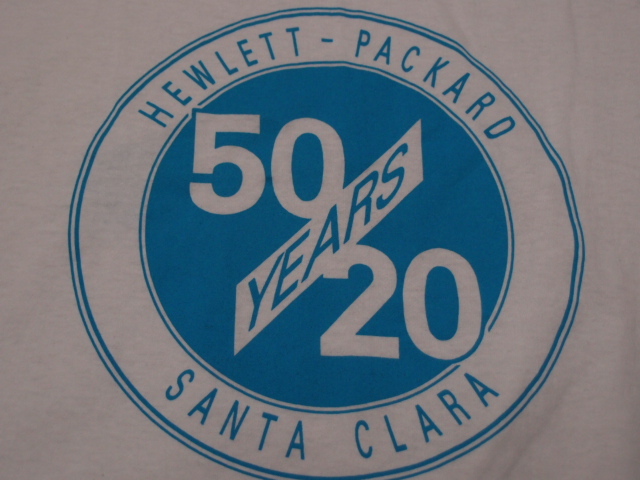 HEWLETT - PACKARD
50
YEARS
20
SANTA CLARA